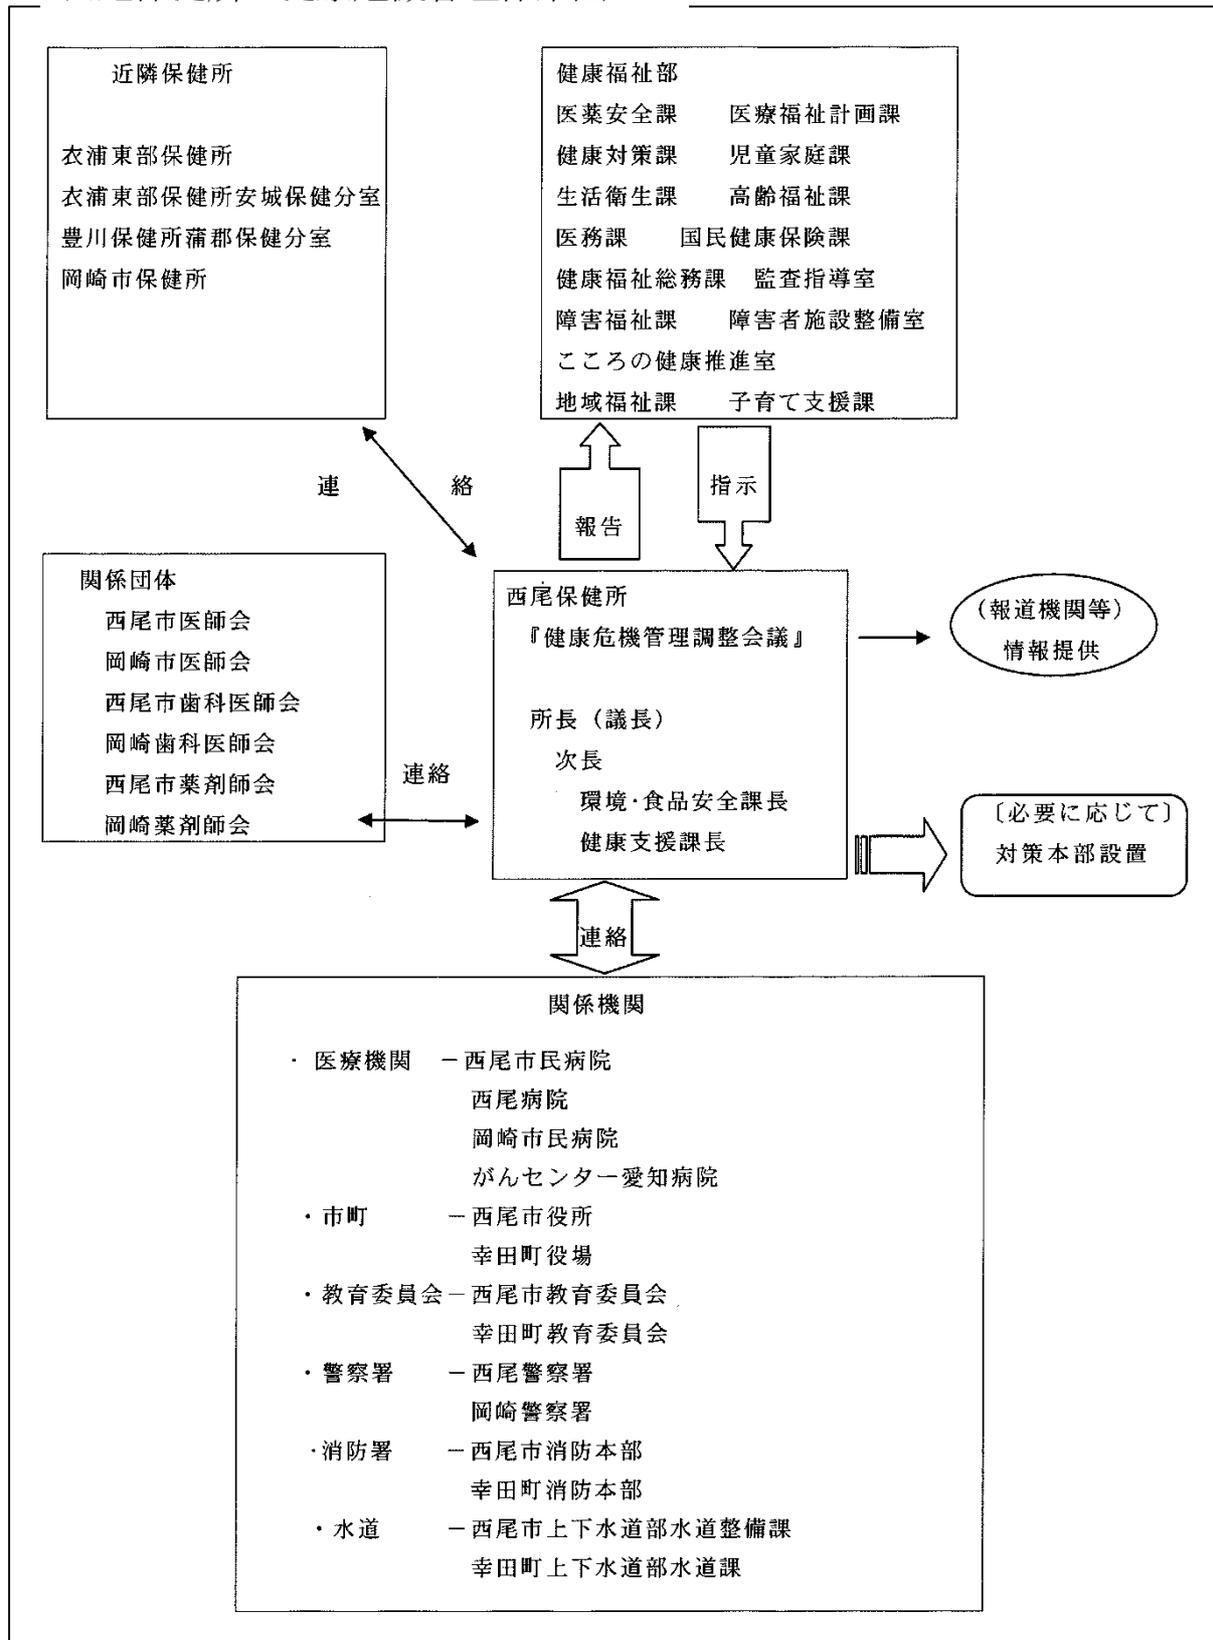 近隣保健所
衣浦東部保健所
衣浦東部保健所安城保健分室
豊川保健所蒲郡保健分室
岡崎市保健所
健康福祉部
医薬安全課　医療福祉計画課
健康対策課　児童家庭課
生活衛生課　高齢福祉課
医務課　国民健康保険課
健康福祉総務課　監査指導室
障害福祉課　障害者施設整備室
こころの健康推進室
地域福祉課　子育て支援課
連　絡
報告
指示
関係団体
西尾市医師会
岡崎市医師会
西尾市歯科医師会
岡崎歯科医師会
西尾市薬剤師会
岡崎薬剤師会
連絡
西尾保健所
『健康危機管理調整会議』
所長（議長）
次長
環境・食品安全課長
健康支援課長
（報道機関等）
情報提供
〔必要に応じて〕
対策本部設置
連絡
関係機関
・医療機関　－西尾市民病院
西尾病院
岡崎市民病院
がんセンター愛知病院
・市町　－西尾市役所
幸田町役場
・教育委員会－西尾市教育委員会
幸田町教育委員会
・警察署　－西尾警察署
岡崎警察署
・消防署　－西尾市消防本部
幸田町消防本部
・水道　－西尾市上下水道部水道整備課
幸田町上下水道部水道課